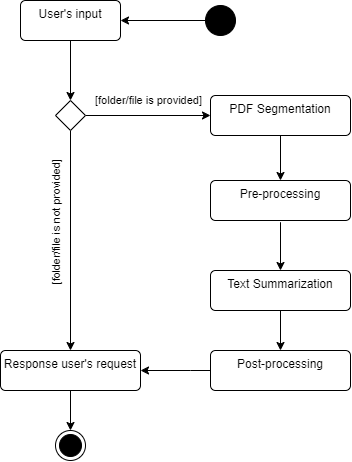 User's input
[folder/file is provided]
PDF Segmentation
[folder/file is not provided]
Pre-processing
Text Summarization
Response user's request
Post-processing